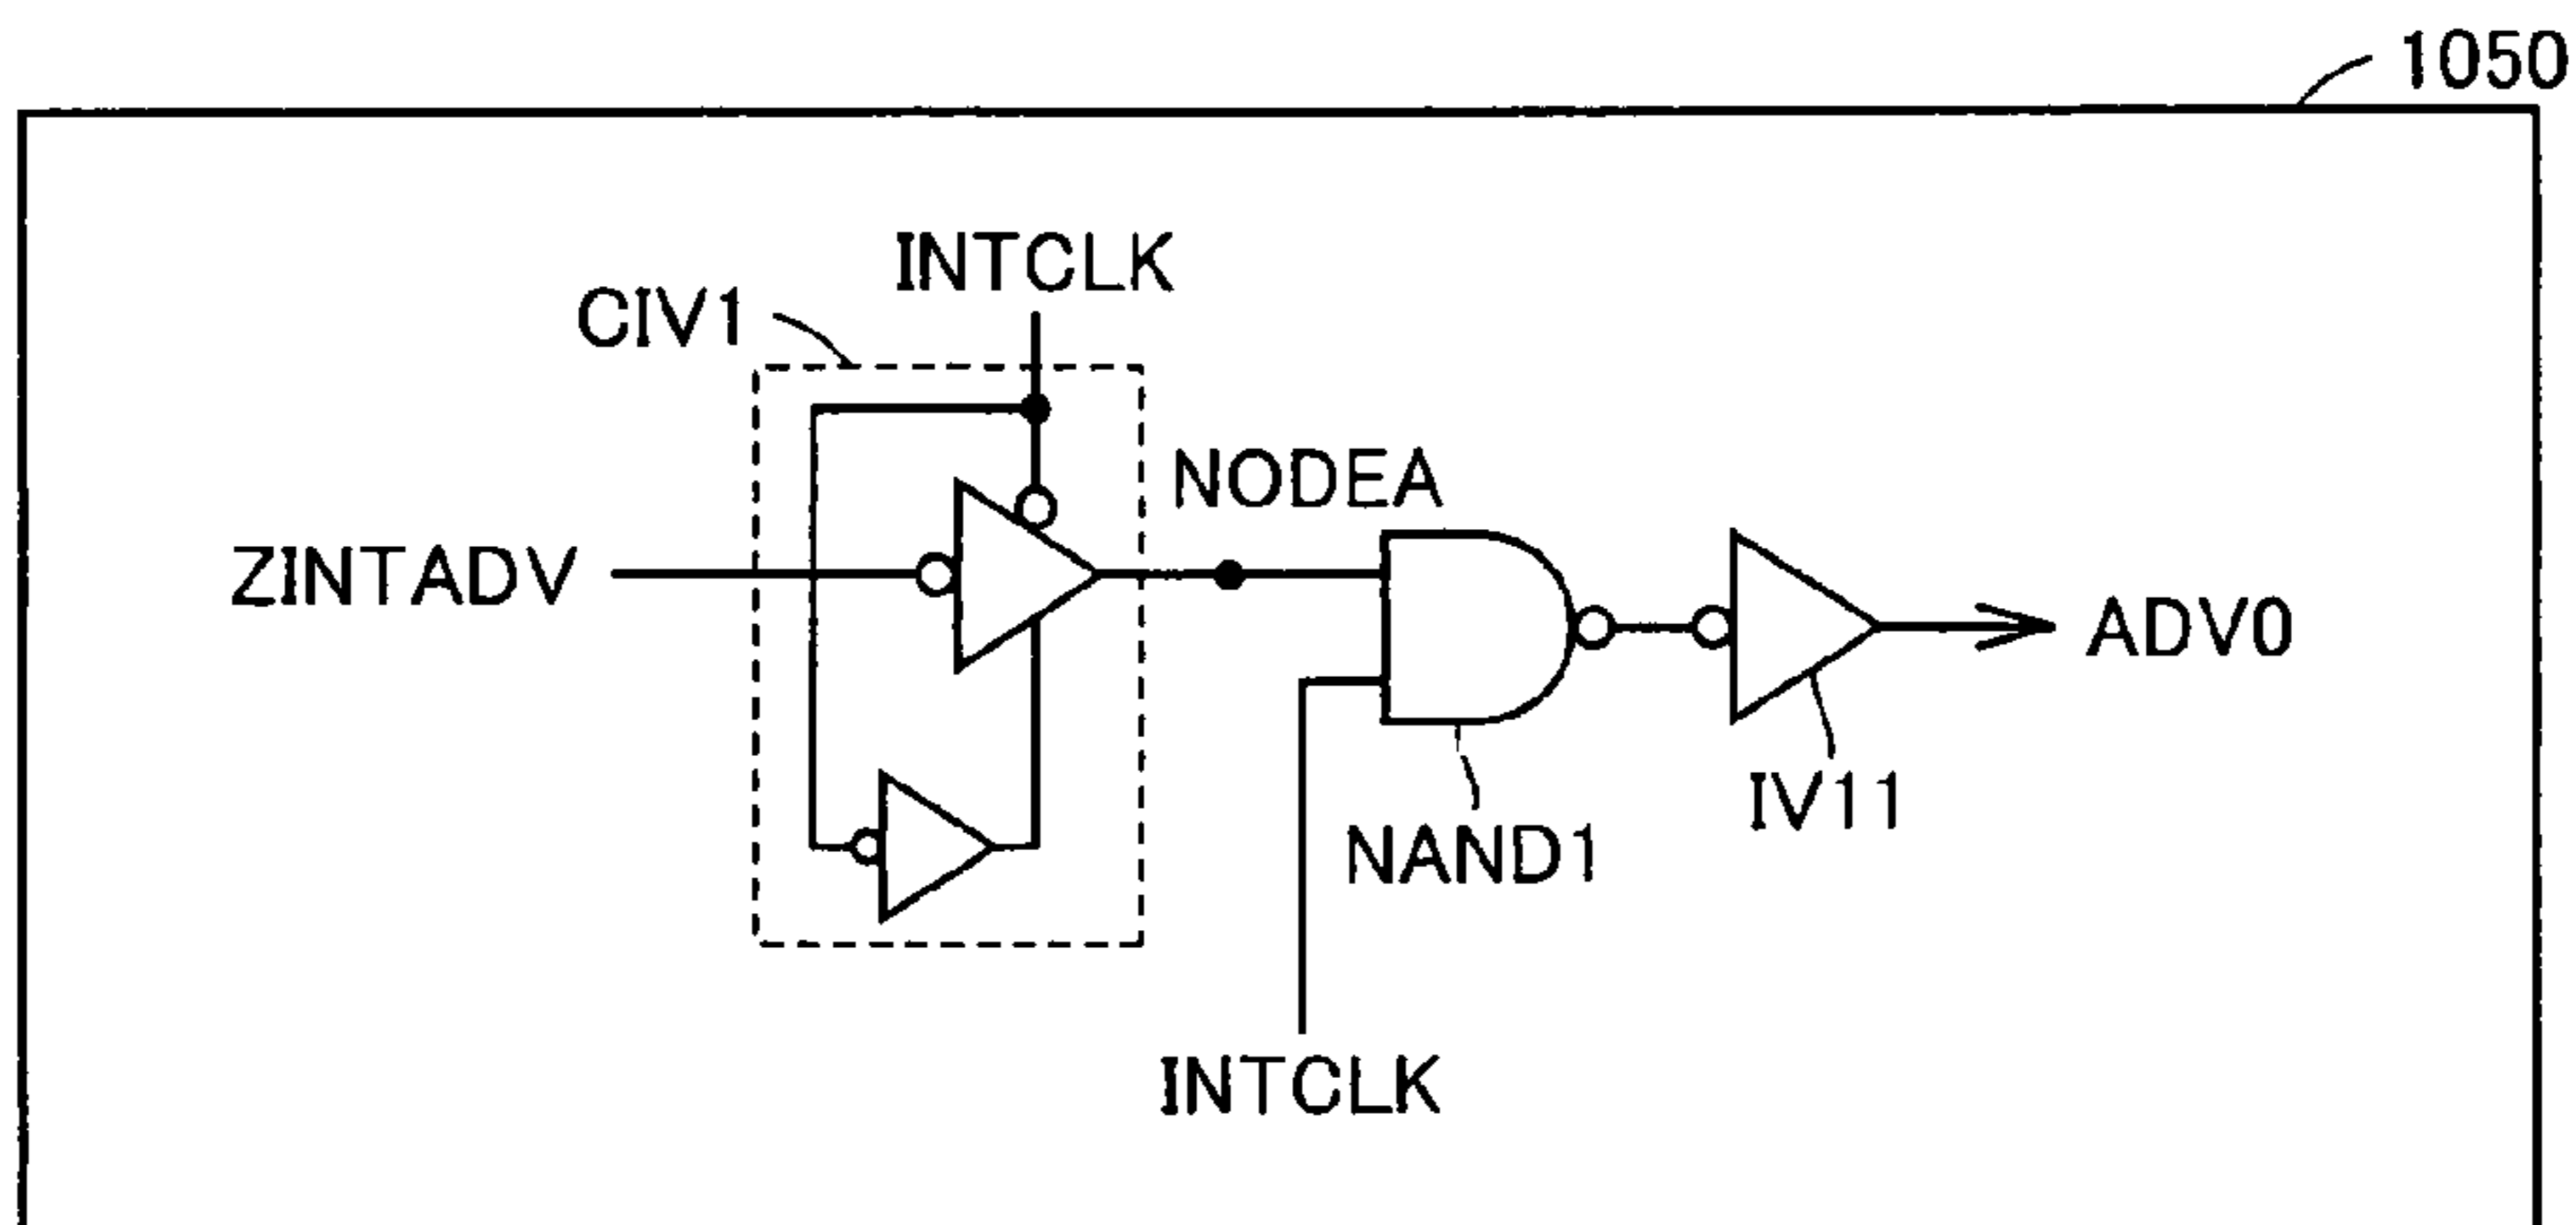 1050
INTCLK
CIV1
NODEA
ZINTADV
ADV0
IV11
NAND1
INTCLK